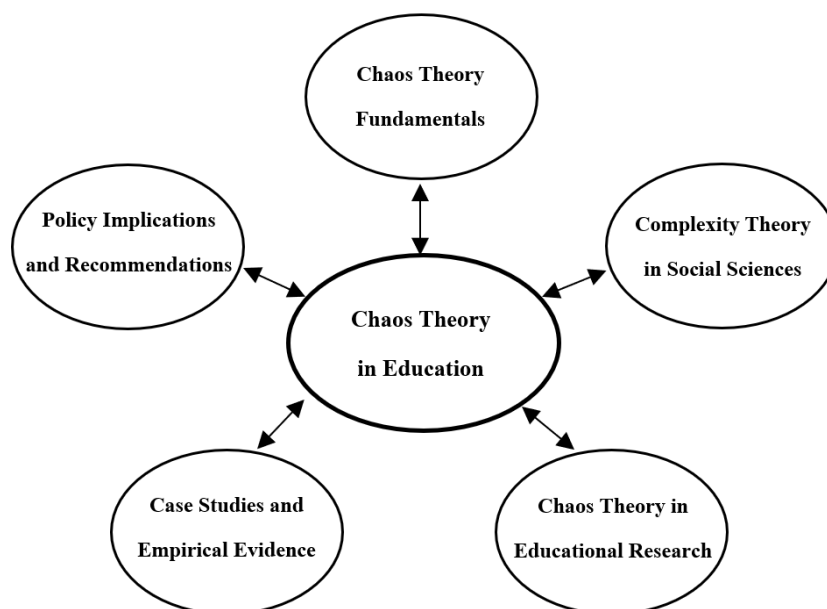 Chaos Theory
Fundamentals
Policy Implications
and Recommendations
Complexity Theory
in Social Sciences
Chaos Theory
in Education
Case Studies and
Empirical Evidence
Chaos Theory in
Educational Research